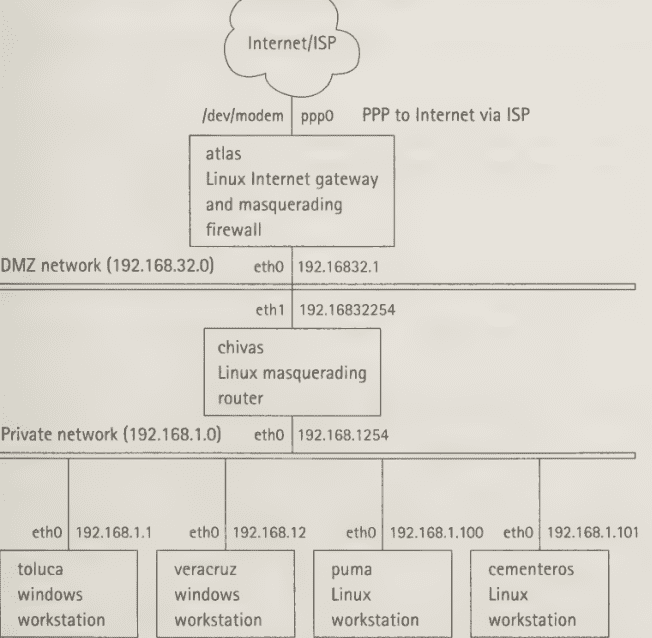 Internet/ISP
/dev/modem ppp0 PPP to Internet via ISP
atlas
Linux Internet gateway
and masquerading
firewall
DMZ network (192.168.32.0) eth0 192.16832.1
eth1 192.16832254
chivas
Linux masquerading
router
Private network (192.168.1.0) eth0 192.168.1254
eth0 192.168.1.1 eth0 192.168.12 eth0 192.168.1.100 eth0 192.168.1.101
toluca
windows
workstation
veracruz
windows
workstation
puma
Linux
workstation
cementeros
Linux
workstation